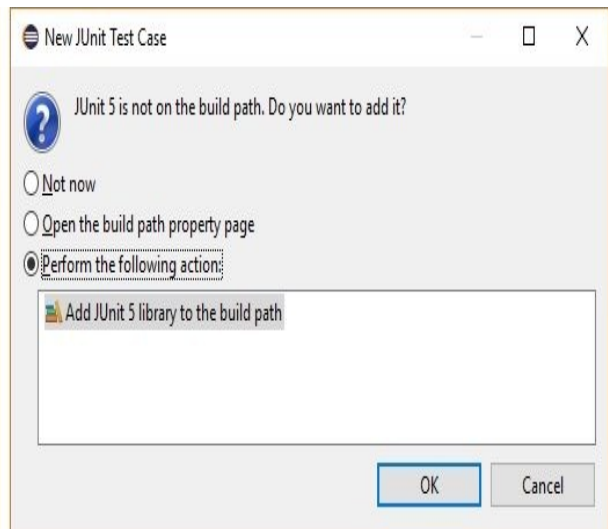 New JUnit Test Case
JUnit 5 is not on the build path. Do you want to add it?
Not now
Open the build path property page
Perform the following action:
Add JUnit 5 library to the build path
OK
Cancel